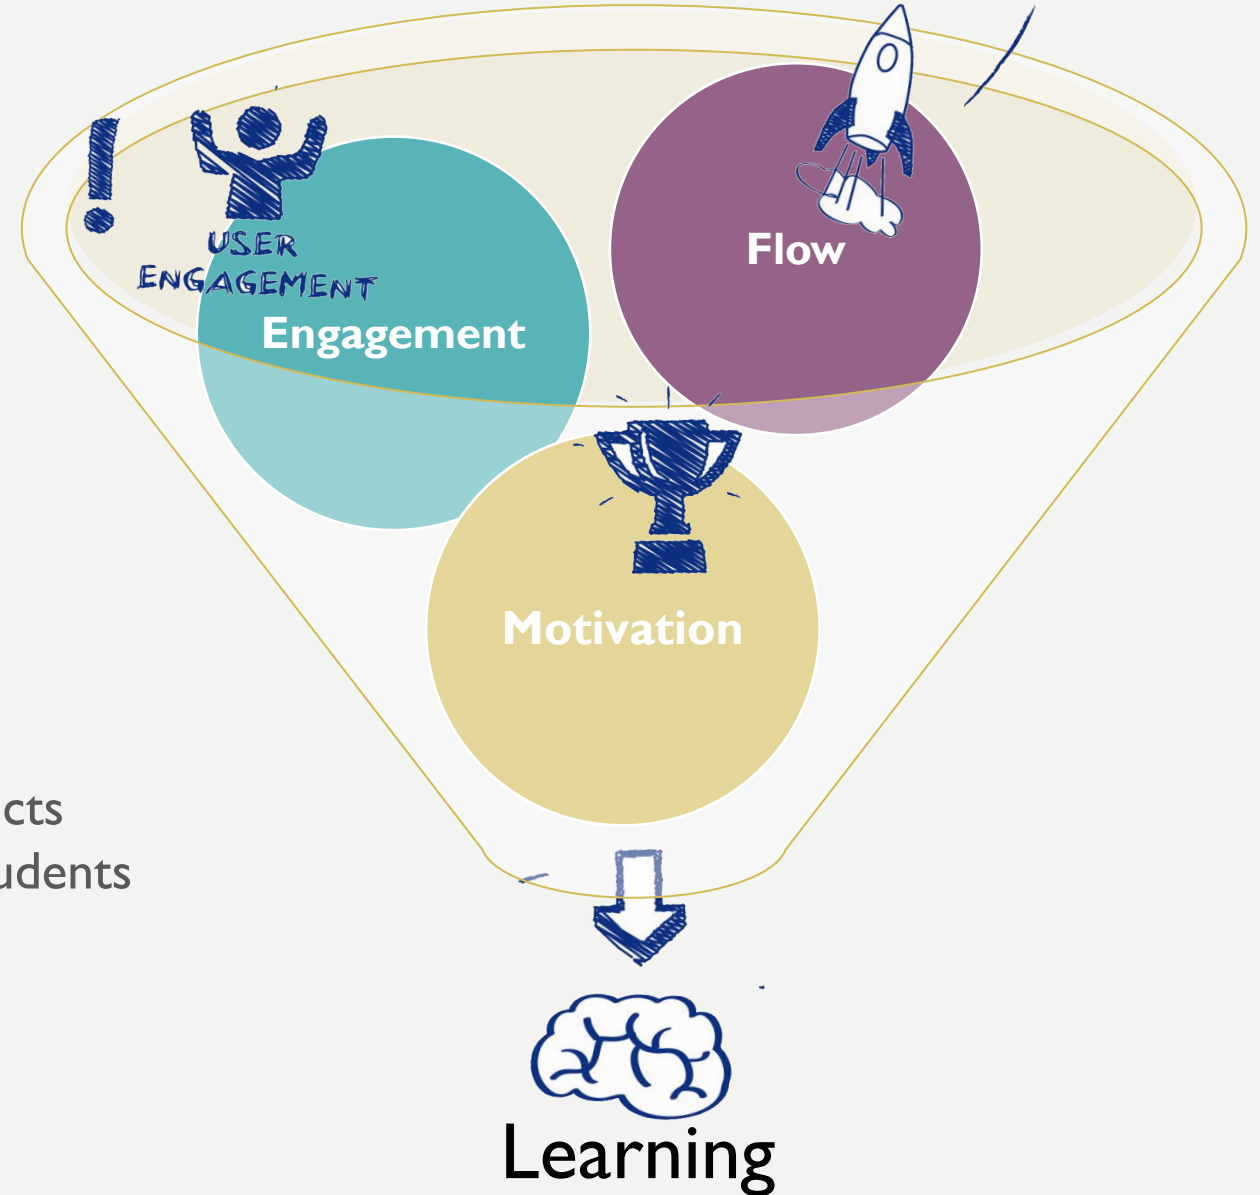 Flow
USER
ENGAGEMENT
Engagement
Motivation
cts
udents
Learning